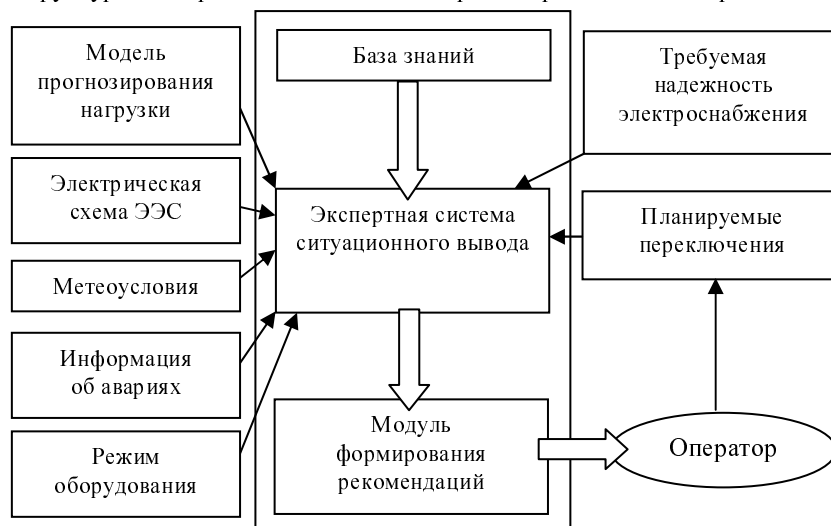 Модель
прогнозирования
нагрузки
Электрическая
схема ЭЭС
Метеоусловия
Информация
об авариях
Режим
оборудования
База знаний
Экспертная система
ситуационного вывода
Модуль
формирования
рекомендаций
Требуемая
надежность
электроснабжения
Планируемые
переключения
Оператор